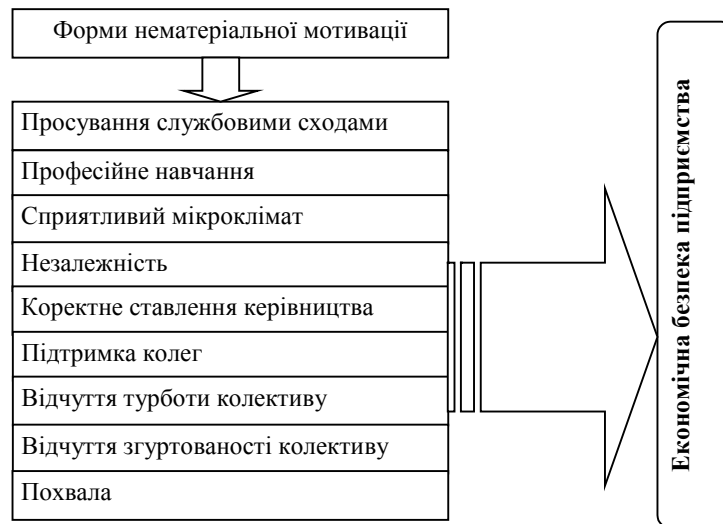 Форми нематеріальної мотивації
Просування службовими сходами
Професійне навчання
Сприятливий мікроклімат
Незалежність
Коректне ставлення керівництва
Підтримка колег
Відчуття турботи колективу
Відчуття згуртованості колективу
Похвала
Економічна безпека підприємства